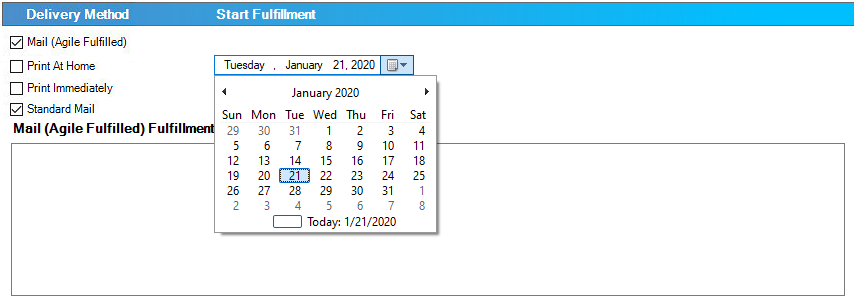 Delivery Method Start Fulfillment
Mail (Agile Fulfilled)
Print At Home Tuesday , January 21, 2020
Print Immediately
Standard Mail
Mail (Agile Fulfilled) Fulfillment
January 2020
Sun Mon Tue Wed Thu Fri Sat
29 30 31 1 2 3 4
5 6 7 8 9 10 11
12 13 14 15 16 17 18
19 20 21 22 23 24 25
26 27 28 29 30 31 1
2 3 4 5 6 7 8
Today: 1/21/2020